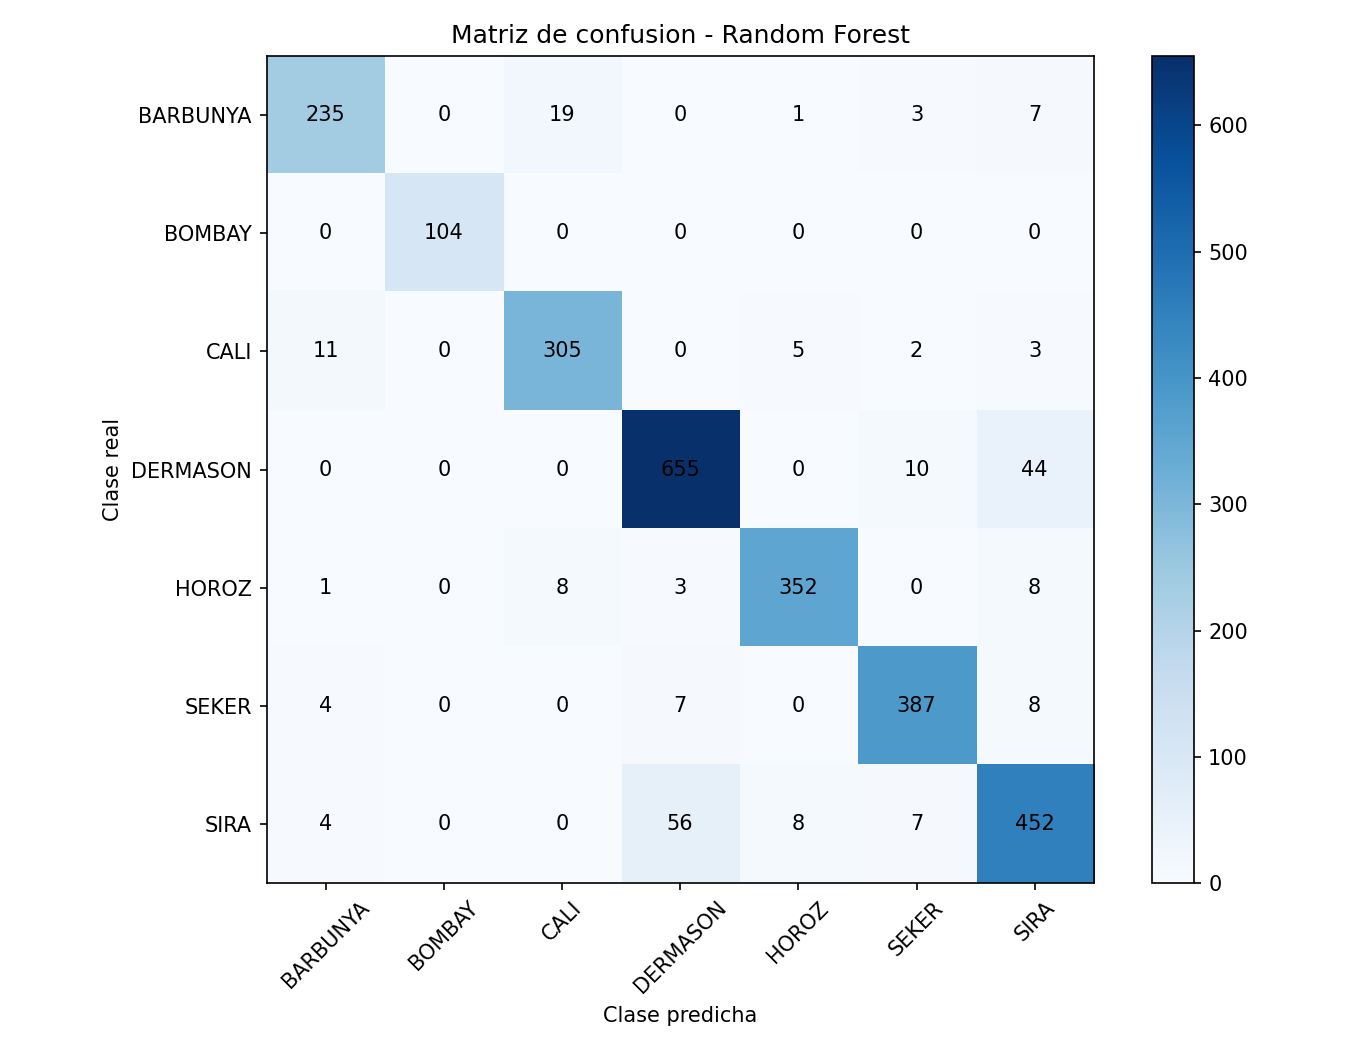 Matriz de confusion - Random Forest
BARBUNYA 235 0 19 0 1 3 7
BOMBAY 0 104 0 0 0 0 0
CALI 11 0 305 0 5 2 3
DERMASON 0 0 0 655 0 10 44
HOROZ 1 0 8 3 352 0 8
SEKER 4 0 0 7 0 387 8
SIRA 4 0 0 56 8 7 452
BARBUNYA BOMBAY CALI DERMASON HOROZ SEKER SIRA
Clase predicha
Clase real
600
500
400
300
200
100
0